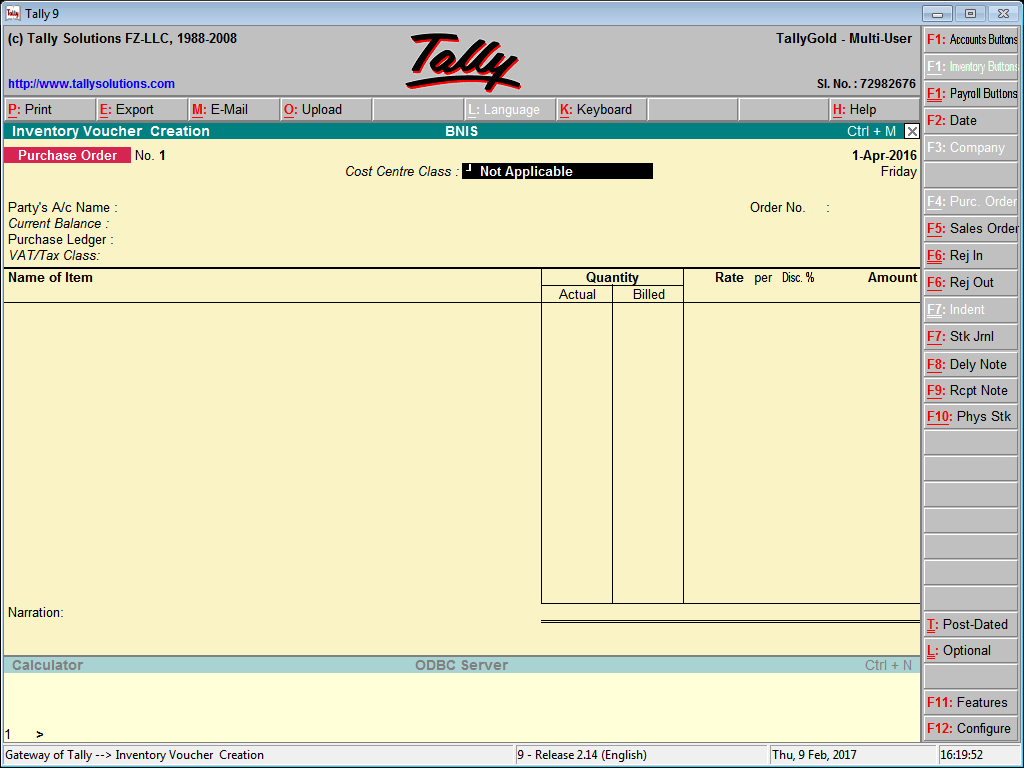 Tally 9
(c) Tally Solutions FZ-LLC, 1988-2008
Tally
TallyGold - Multi-User
http://www.tallysolutions.com
Sl. No. : 72982676
P: Print
E: Export
M: E-Mail
O: Upload
L: Language
K: Keyboard
H: Help
Inventory Voucher Creation
BNIS
Ctrl + M
Purchase Order No. 1
1-Apr-2016
Cost Centre Class : Not Applicable
Friday
Party's A/c Name :
Order No. :
Current Balance :
Purchase Ledger :
VAT/Tax Class:
Name of Item
Quantity
Rate per Disc. % Amount
Actual Billed
Narration:
Calculator
ODBC Server
Ctrl + N
1 >
F1: Accounts Buttons
F1: Inventory Buttons
F1: Payroll Buttons
F2: Date
F3: Company
F4: Purc. Order
F5: Sales Order
F6: Rej In
F6: Rej Out
F7: Indent
F7: Stk Jrnl
F8: Dely Note
F9: Rcpt Note
F10: Phys Stk
T: Post-Dated
L: Optional
F11: Features
F12: Configure
Gateway of Tally --> Inventory Voucher Creation
9 - Release 2.14 (English)
Thu, 9 Feb, 2017
16:19:52